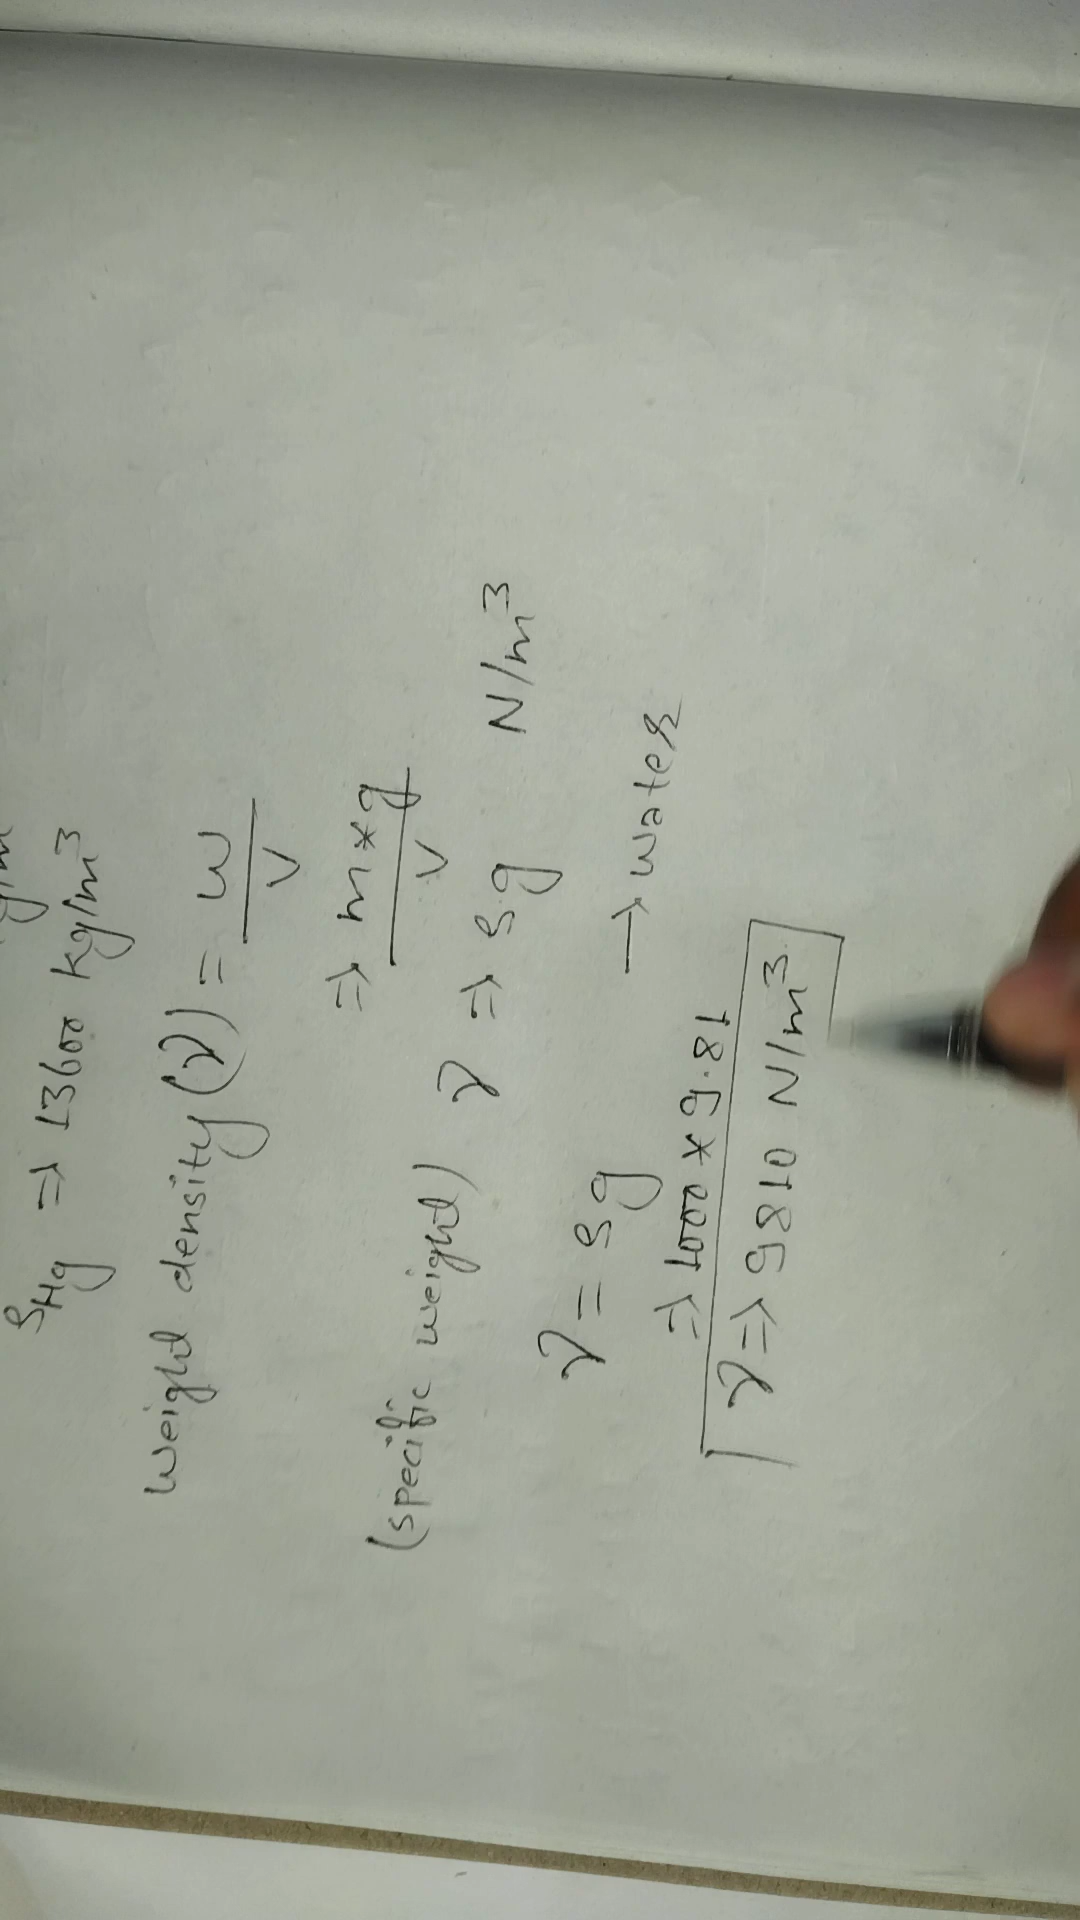 ρHg ⇒ 13600 kg/m³
Weight density (γ) = W/V
⇒ m*g/V
(specific weight) γ ⇒ ρg N/m³
γ = ρg → water
⇒ 1000 * 9.81
γ ⇒ 9810 N/m³